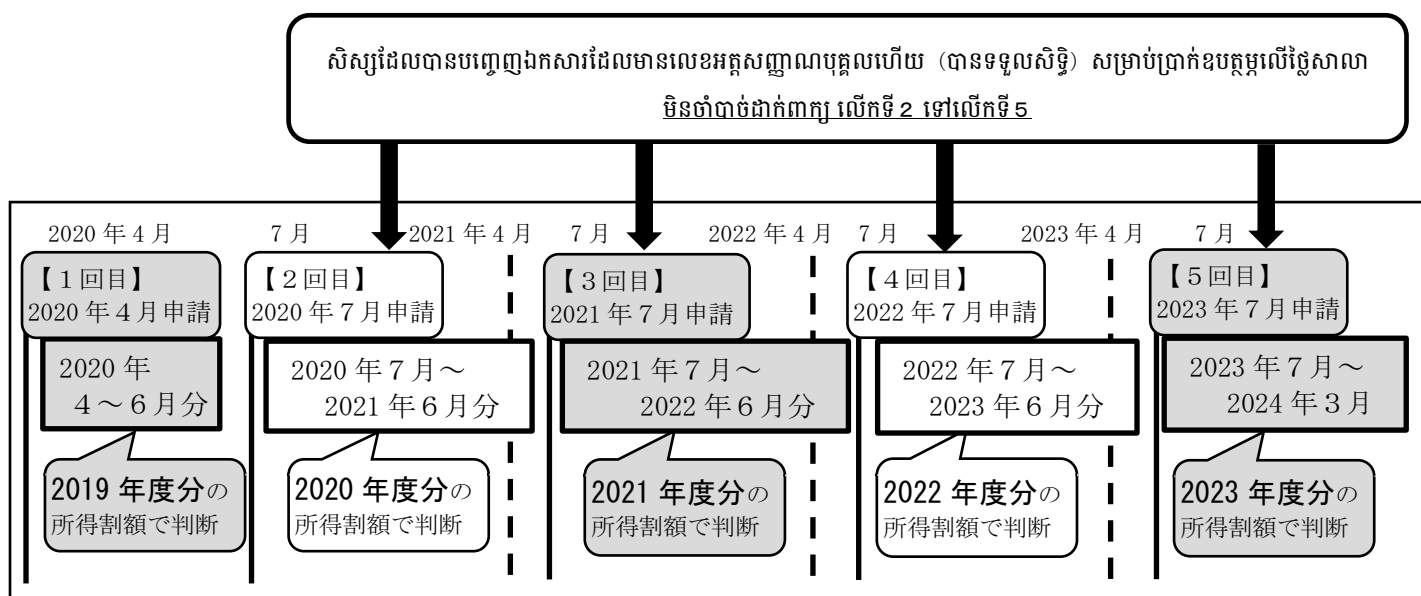 សិស្សដែលបានបញ្ចេញឯកសារដែលមានលេខអត្តសញ្ញាណបុគ្គលហើយ (បានទទួលសិទ្ធិ) សម្រាប់ប្រាក់ឧបត្ថម្ភលើថ្លៃសាលា
មិនចាំបាច់ដាក់ពាក្យ លើកទី２ ទៅលើកទី５
2020 年４月 ７月 2021 年４月 ７月 2022 年４月 ７月 2023 年４月 ７月
【１回目】
2020 年４月申請
【２回目】
2020 年７月申請
【３回目】
2021 年７月申請
【４回目】
2022 年７月申請
【５回目】
2023 年７月申請
2020 年
４～６月分
2020 年７月～
2021 年６月分
2021 年７月～
2022 年６月分
2022 年７月～
2023 年６月分
2023 年７月～
2024 年３月
2019 年度分の
所得割額で判断
2020 年度分の
所得割額で判断
2021 年度分の
所得割額で判断
2022 年度分の
所得割額で判断
2023 年度分の
所得割額で判断